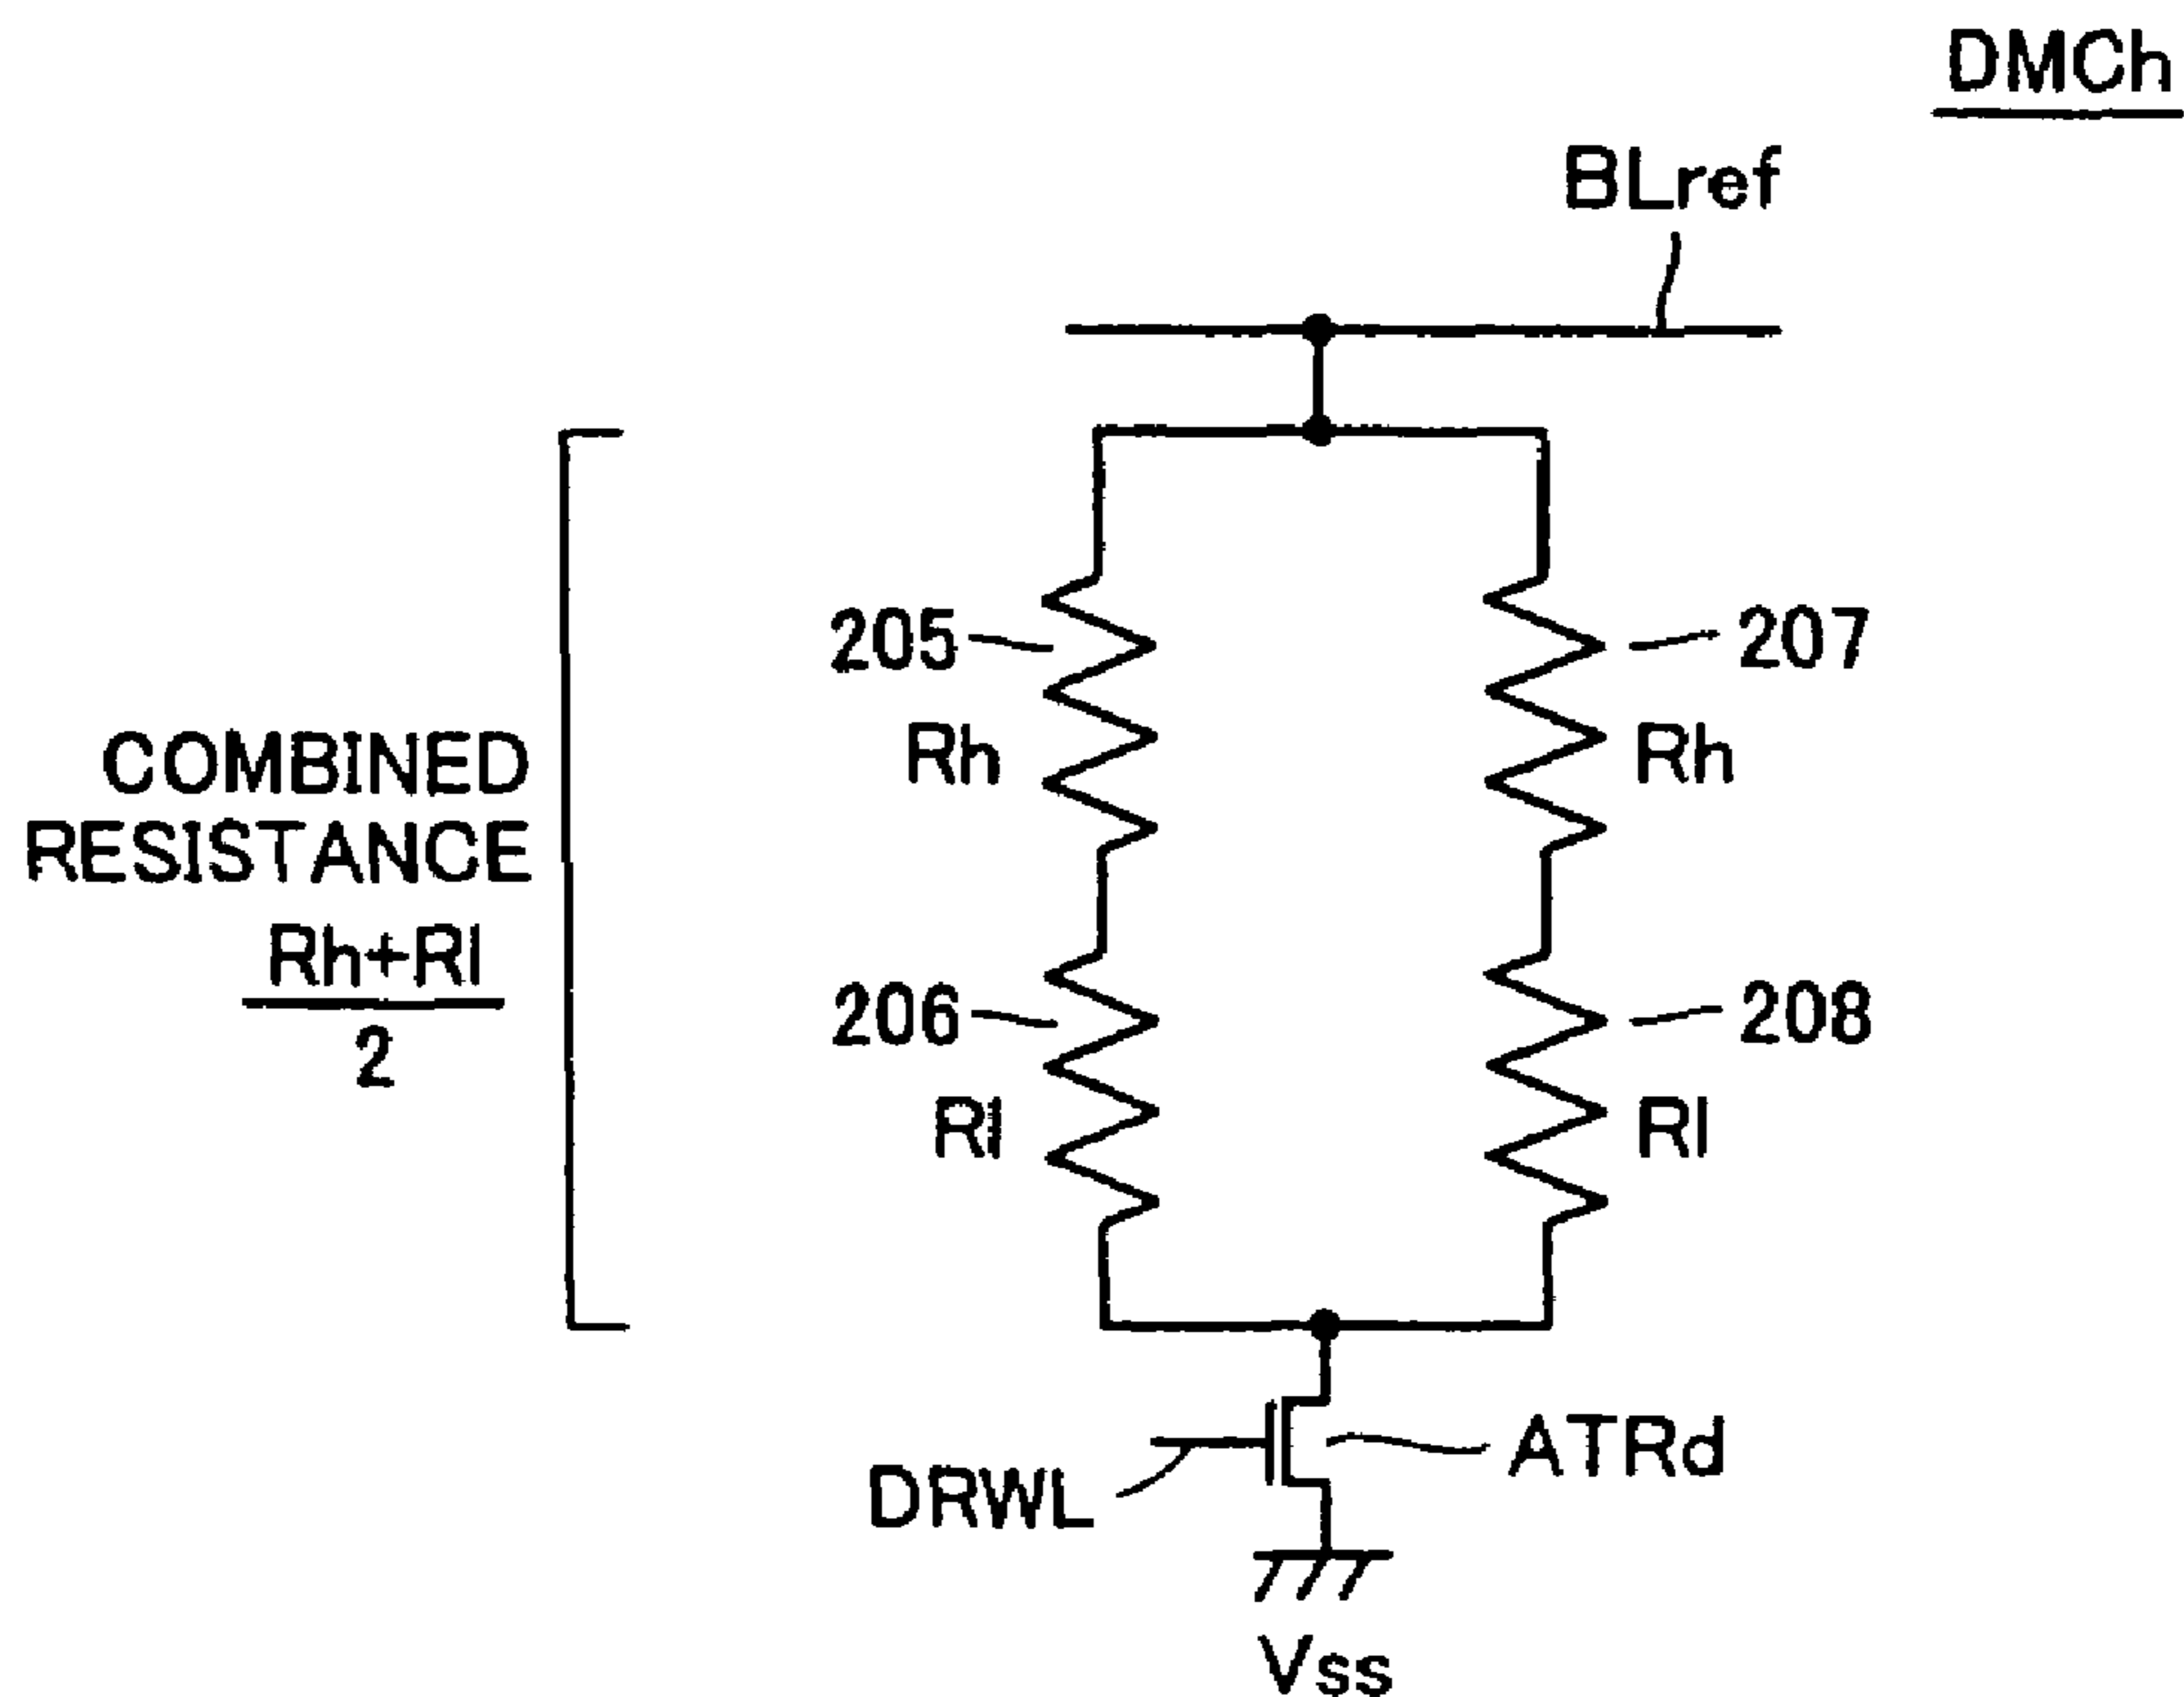 DMCh
BLref
205
Rh
207
Rh
COMBINED
RESISTANCE
Rh+Rl
2
206
Rl
208
Rl
DRWL
ATRd
Vss